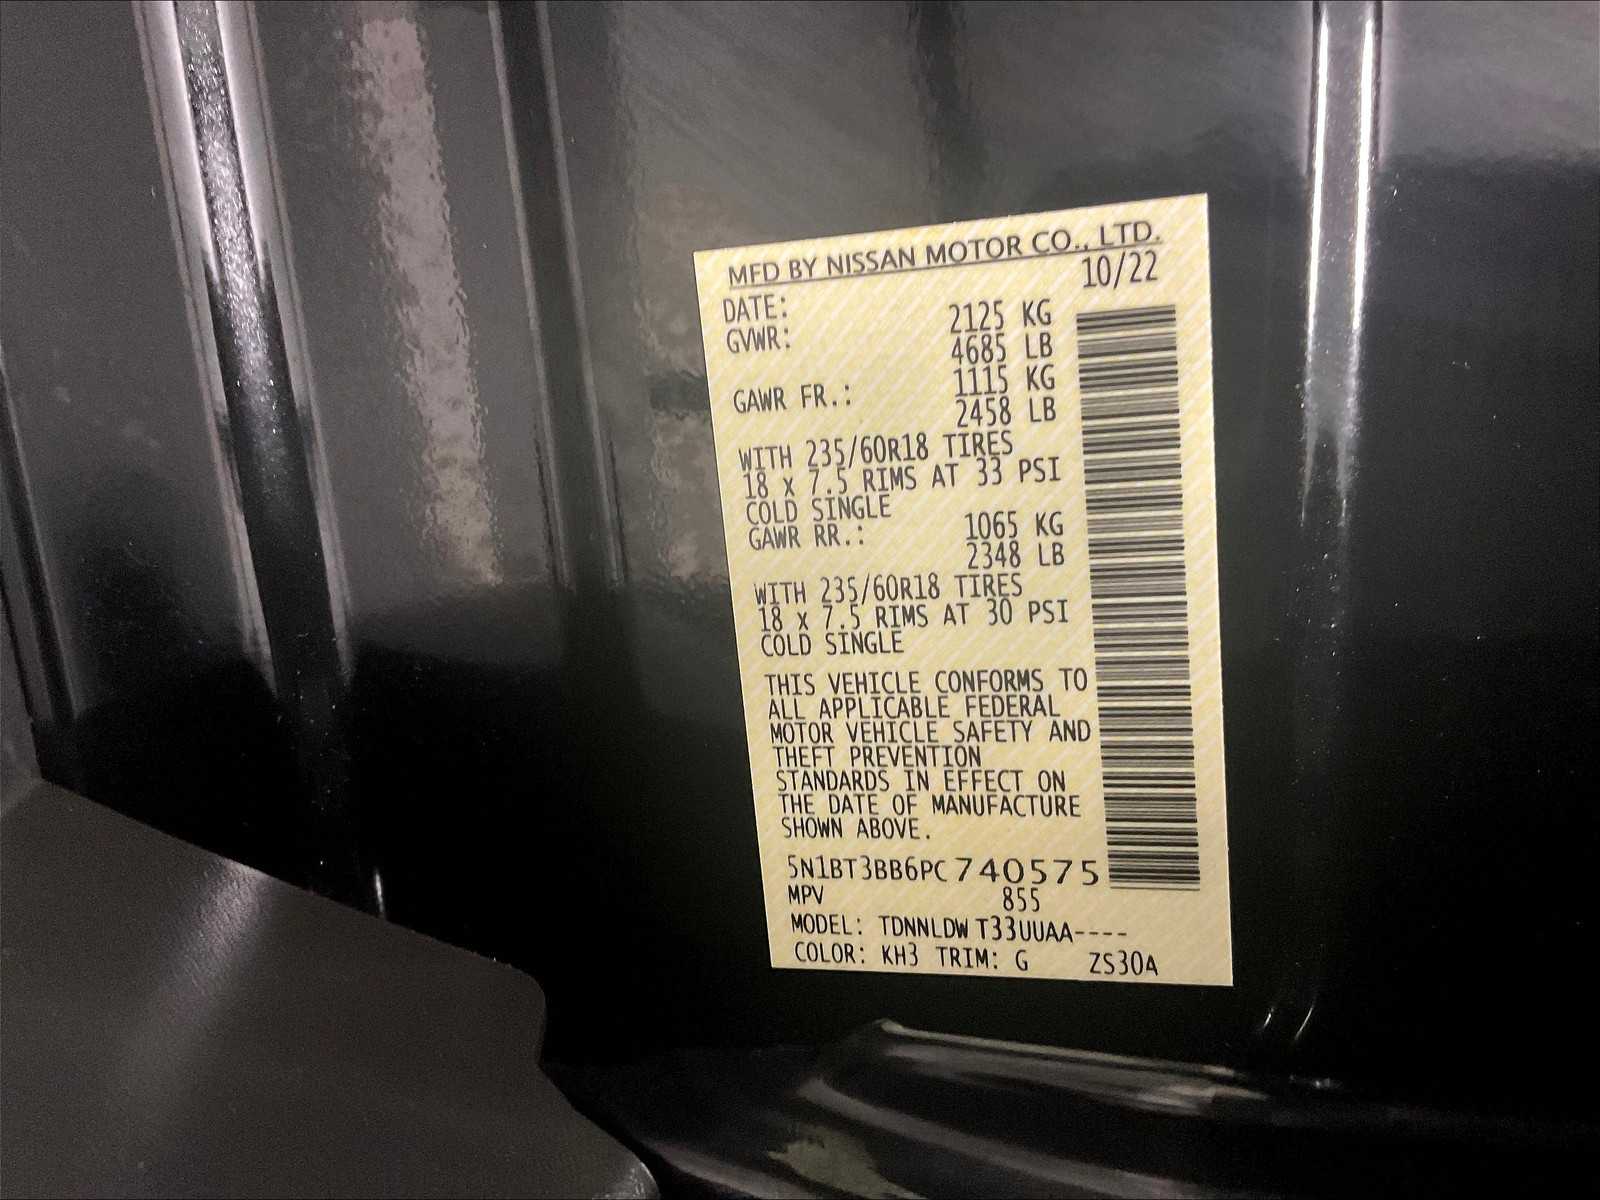 MFD BY NISSAN MOTOR CO., LTD.
DATE: 10/22
GVWR: 2125 KG
4685 LB
GAWR FR.: 1115 KG
2458 LB
WITH 235/60R18 TIRES
18 x 7.5 RIMS AT 33 PSI
COLD SINGLE
GAWR RR.: 1065 KG
2348 LB
WITH 235/60R18 TIRES
18 x 7.5 RIMS AT 30 PSI
COLD SINGLE
THIS VEHICLE CONFORMS TO
ALL APPLICABLE FEDERAL
MOTOR VEHICLE SAFETY AND
THEFT PREVENTION
STANDARDS IN EFFECT ON
THE DATE OF MANUFACTURE
SHOWN ABOVE.
5N1BT3BB6PC740575
MPV 855
MODEL: TDNNLDW T33UUAA----
COLOR: KH3 TRIM: G ZS30A